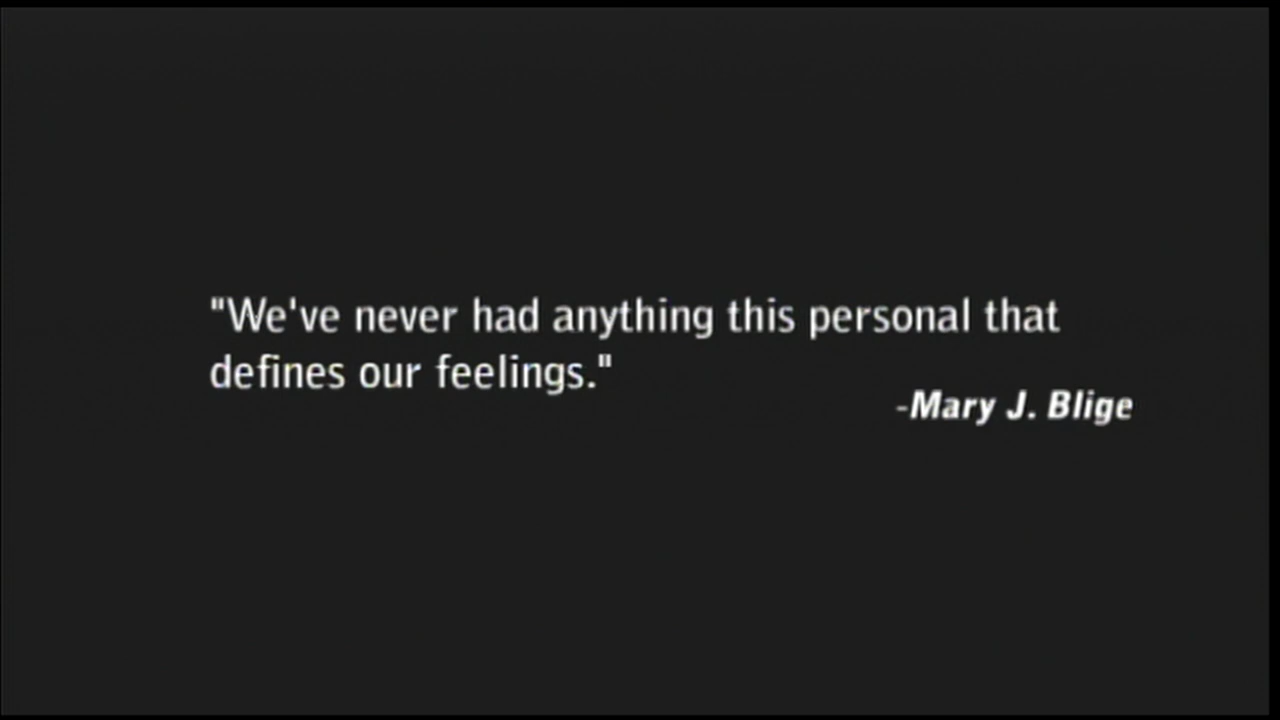 "We've never had anything this personal that
defines our feelings."
-Mary J. Blige